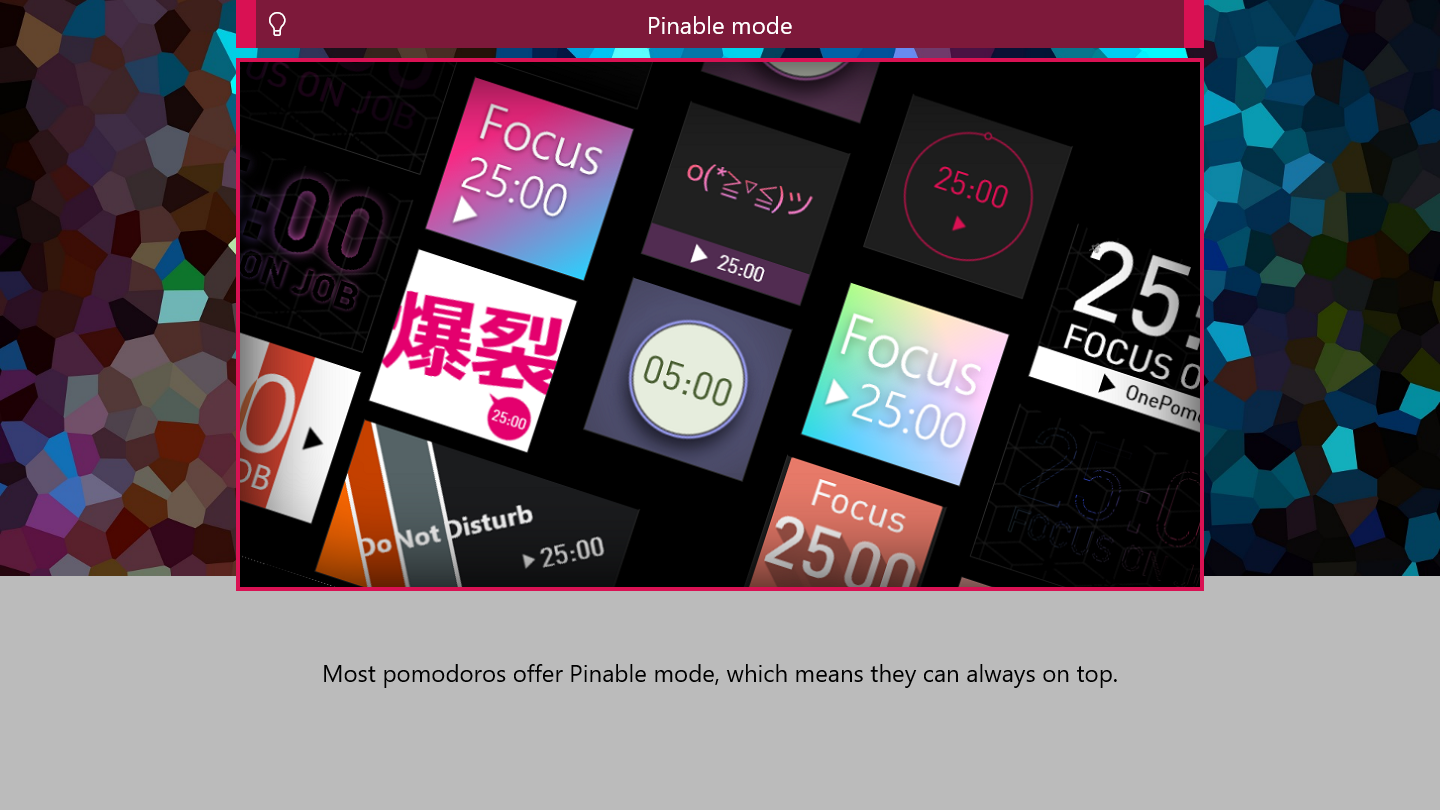 Pinable mode
ON JOB
:00
ON JOB
Focus
25:00
o(*≧▽≦)ツ
25:00
25:00
25:
FOCUS O
OnePomo
爆裂
25:00
05:00
Focus
25:00
0
OB
Do Not Disturb
25:00
Focus
25 00
25:0
FOCUS ON
Most pomodoros offer Pinable mode, which means they can always on top.